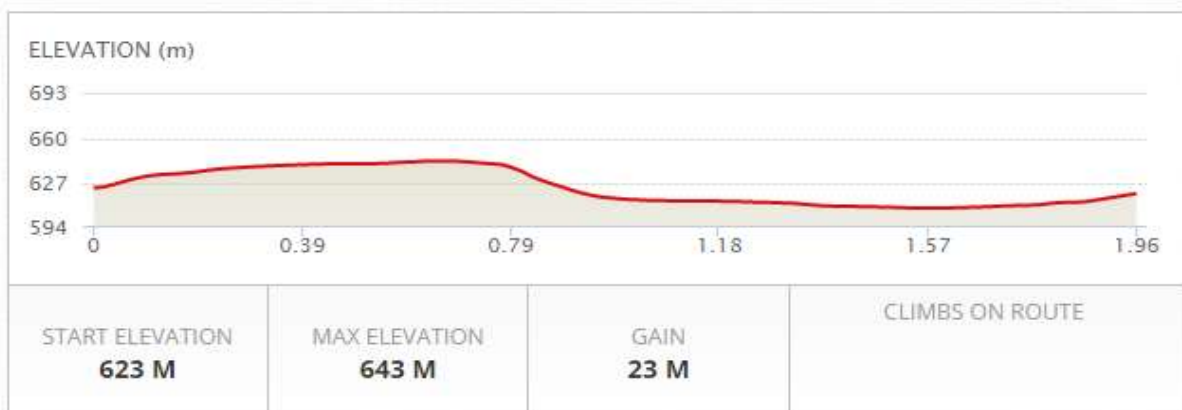 ELEVATION (m)
693
660
627
594
0 0.39 0.79 1.18 1.57 1.96
START ELEVATION
623 M
MAX ELEVATION
643 M
GAIN
23 M
CLIMBS ON ROUTE